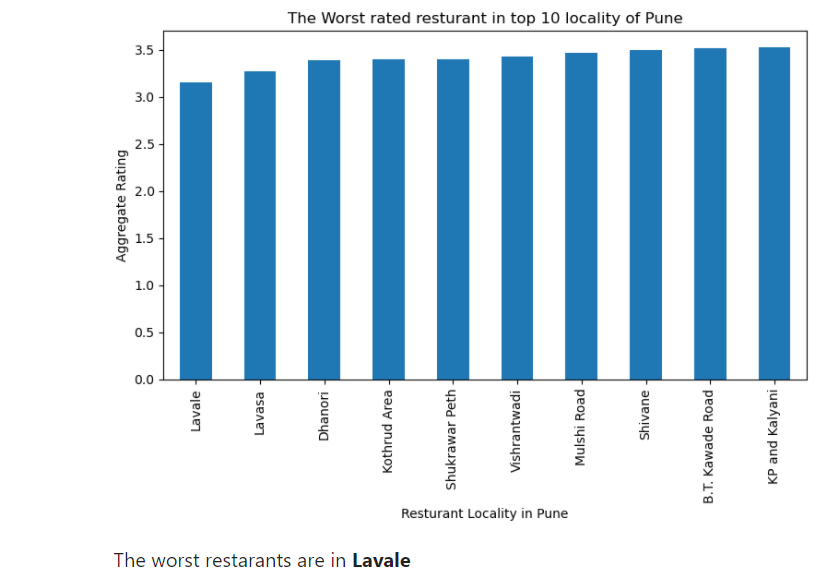 The Worst rated resturant in top 10 locality of Pune
Aggregate Rating
3.5
3.0
2.5
2.0
1.5
1.0
0.5
0.0
Lavale
Lavasa
Dhanori
Kothrud Area
Shukrawar Peth
Vishrantwadi
Mulshi Road
Shivane
B.T. Kawade Road
KP and Kalyani
Resturant Locality in Pune
The worst restarants are in Lavale